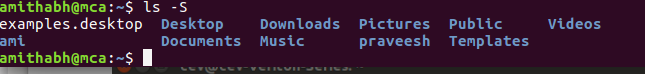 amithabh@mca:~$ ls -S
examples.desktop  Desktop    Downloads  Pictures  Public     Videos
ami               Documents  Music      praveesh  Templates
amithabh@mca:~$